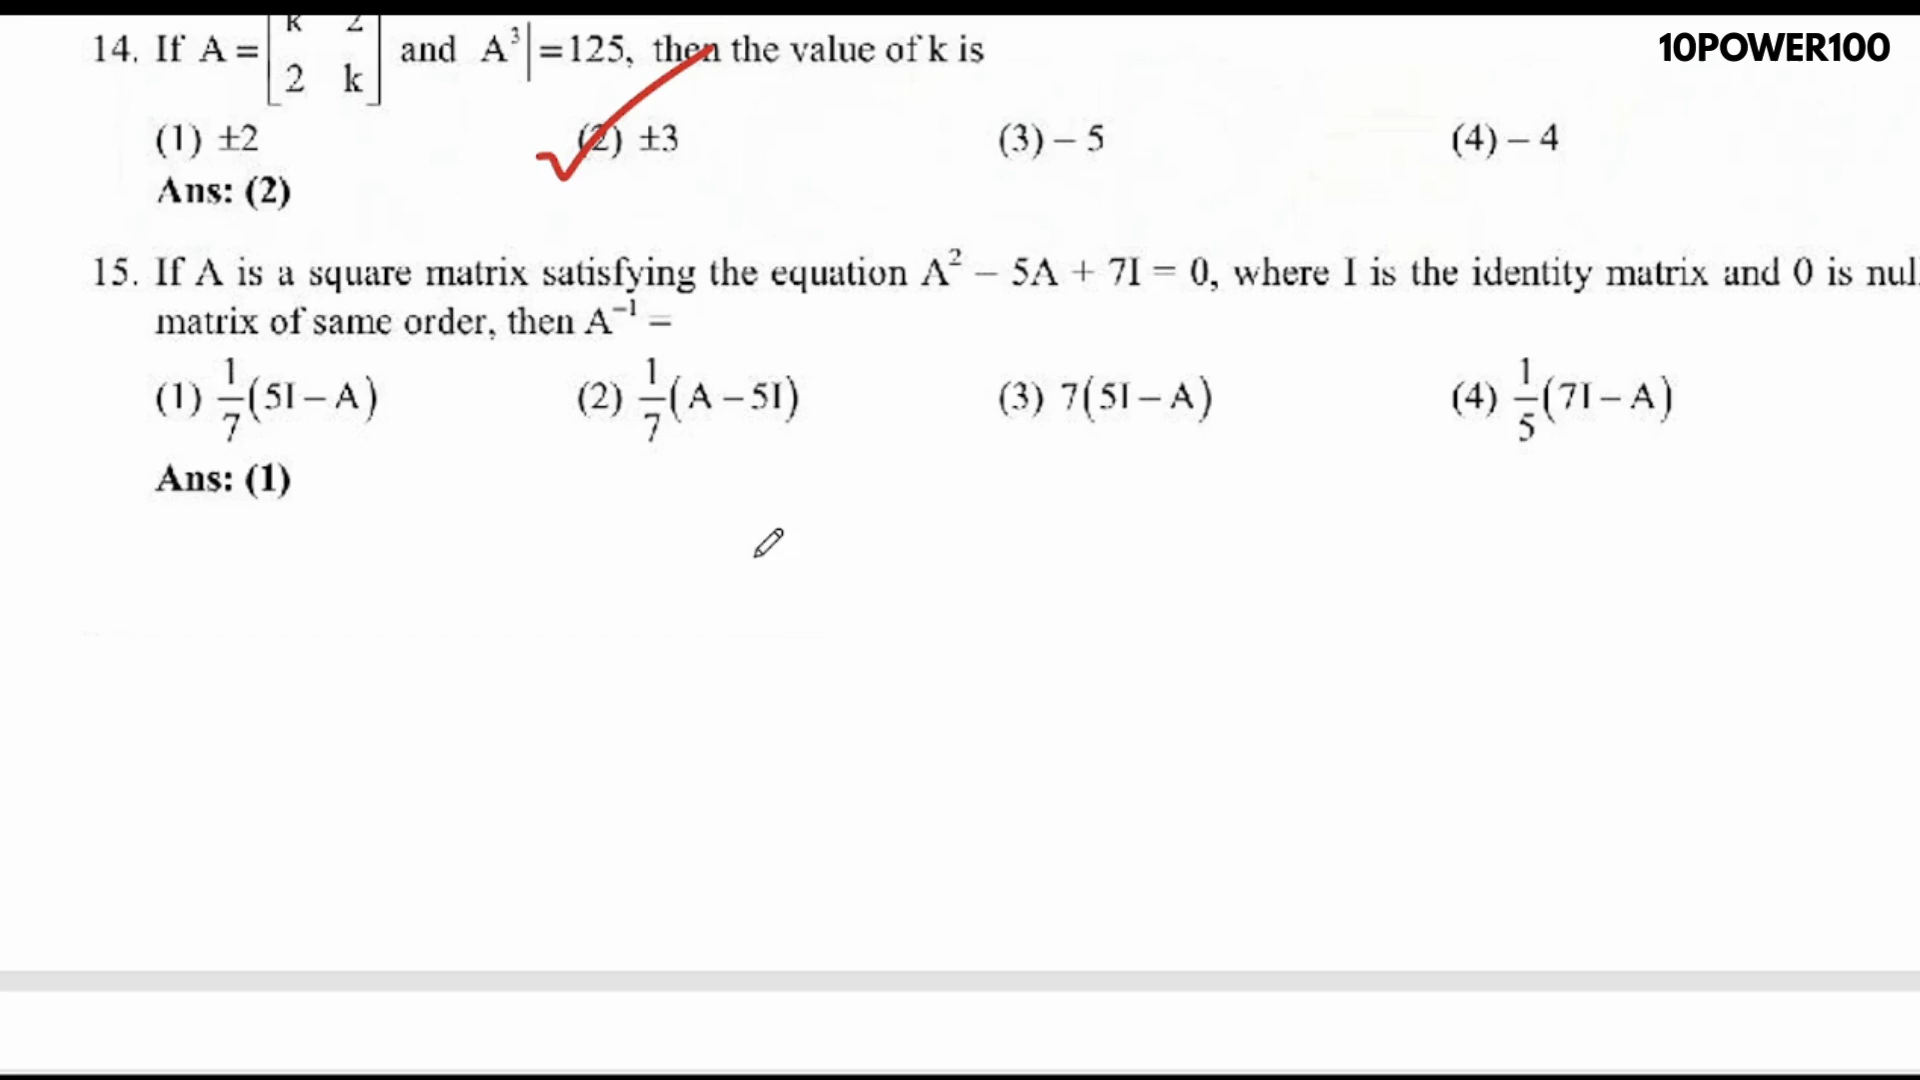 10POWER100
k 2
14. If A = and A³| = 125, then the value of k is
2 k
(1) ±2 (2) ±3 (3) – 5 (4) – 4
Ans: (2)
15. If A is a square matrix satisfying the equation A² – 5A + 7I = 0, where I is the identity matrix and 0 is null
matrix of same order, then A⁻¹ =
(1) 1/7(5I – A) (2) 1/7(A – 5I) (3) 7(5I – A) (4) 1/5(7I – A)
Ans: (1)